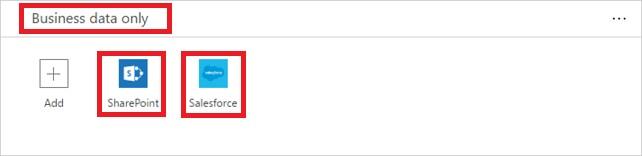 Business data only
Add
SharePoint
Salesforce